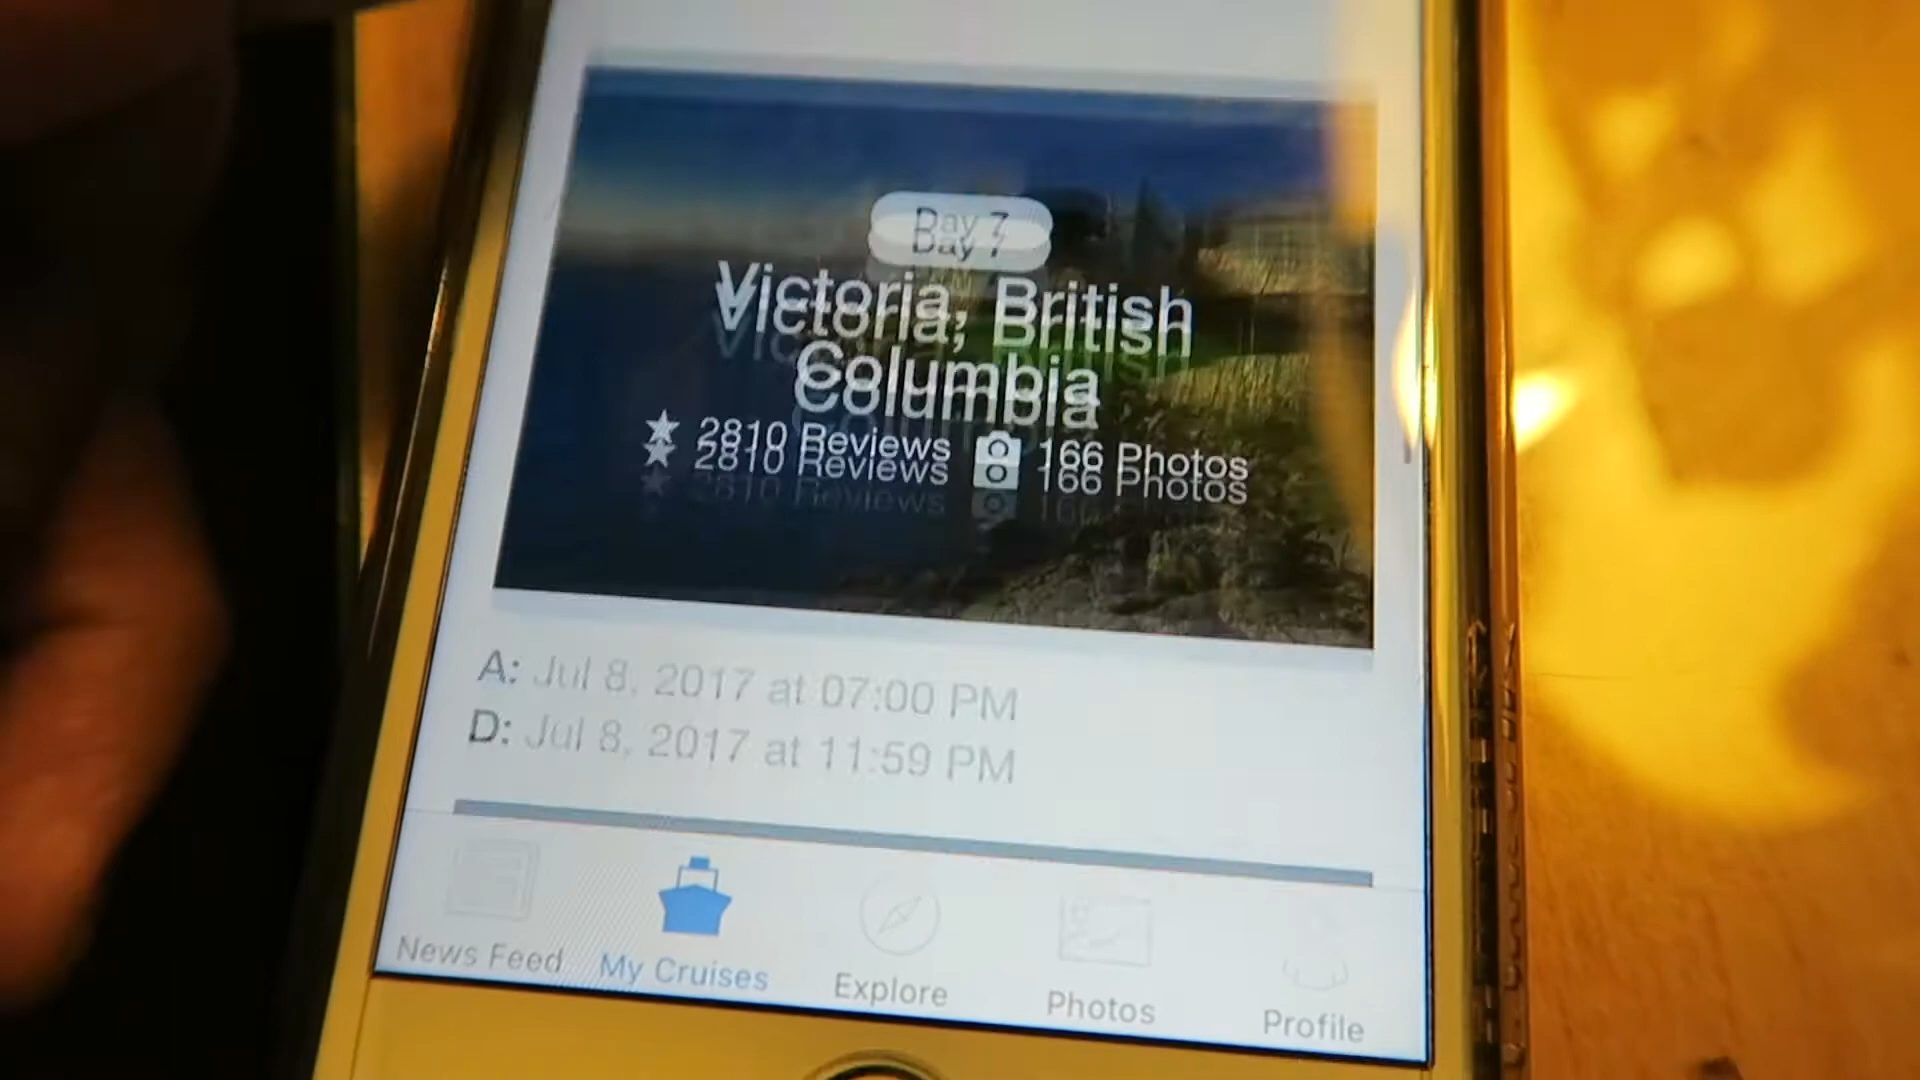 Day 7
Victoria, British
Columbia
2810 Reviews 166 Photos
A: Jul 8, 2017 at 07:00 PM
D: Jul 8, 2017 at 11:59 PM
News Feed My Cruises Explore Photos Profile